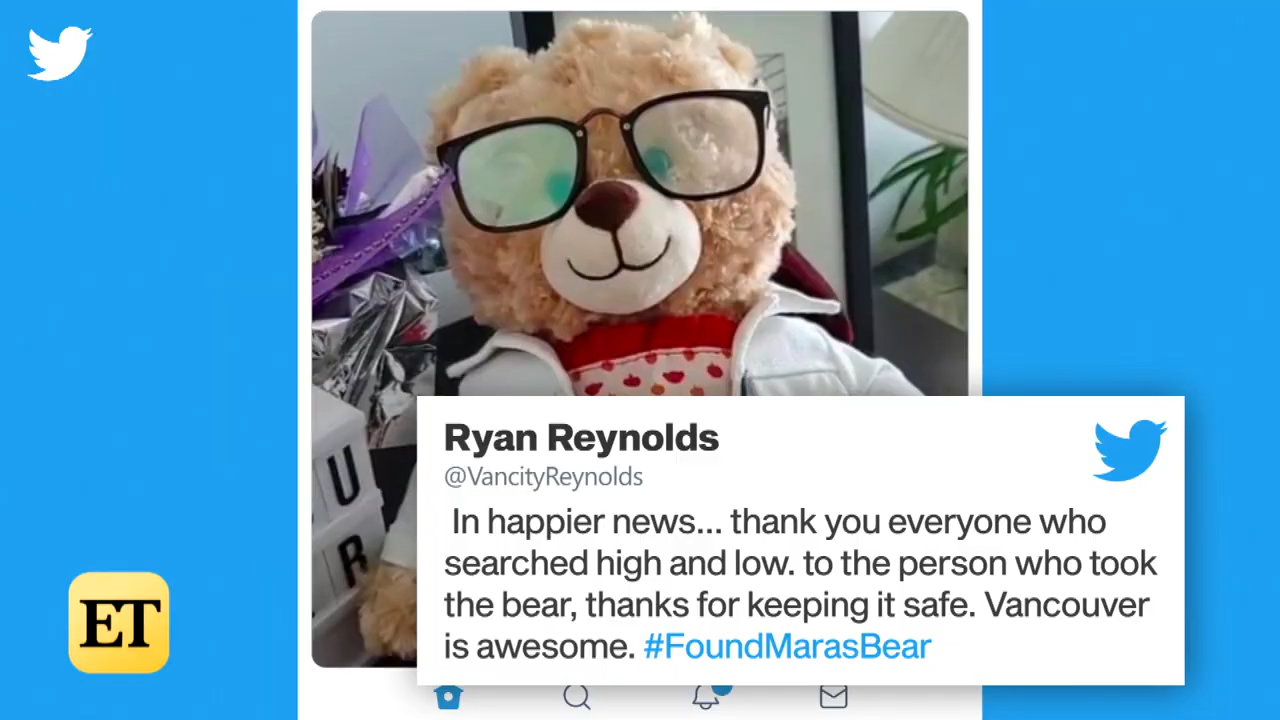 U
R
Ryan Reynolds
@VancityReynolds
In happier news... thank you everyone who
searched high and low. to the person who took
the bear, thanks for keeping it safe. Vancouver
is awesome. #FoundMarasBear
ET